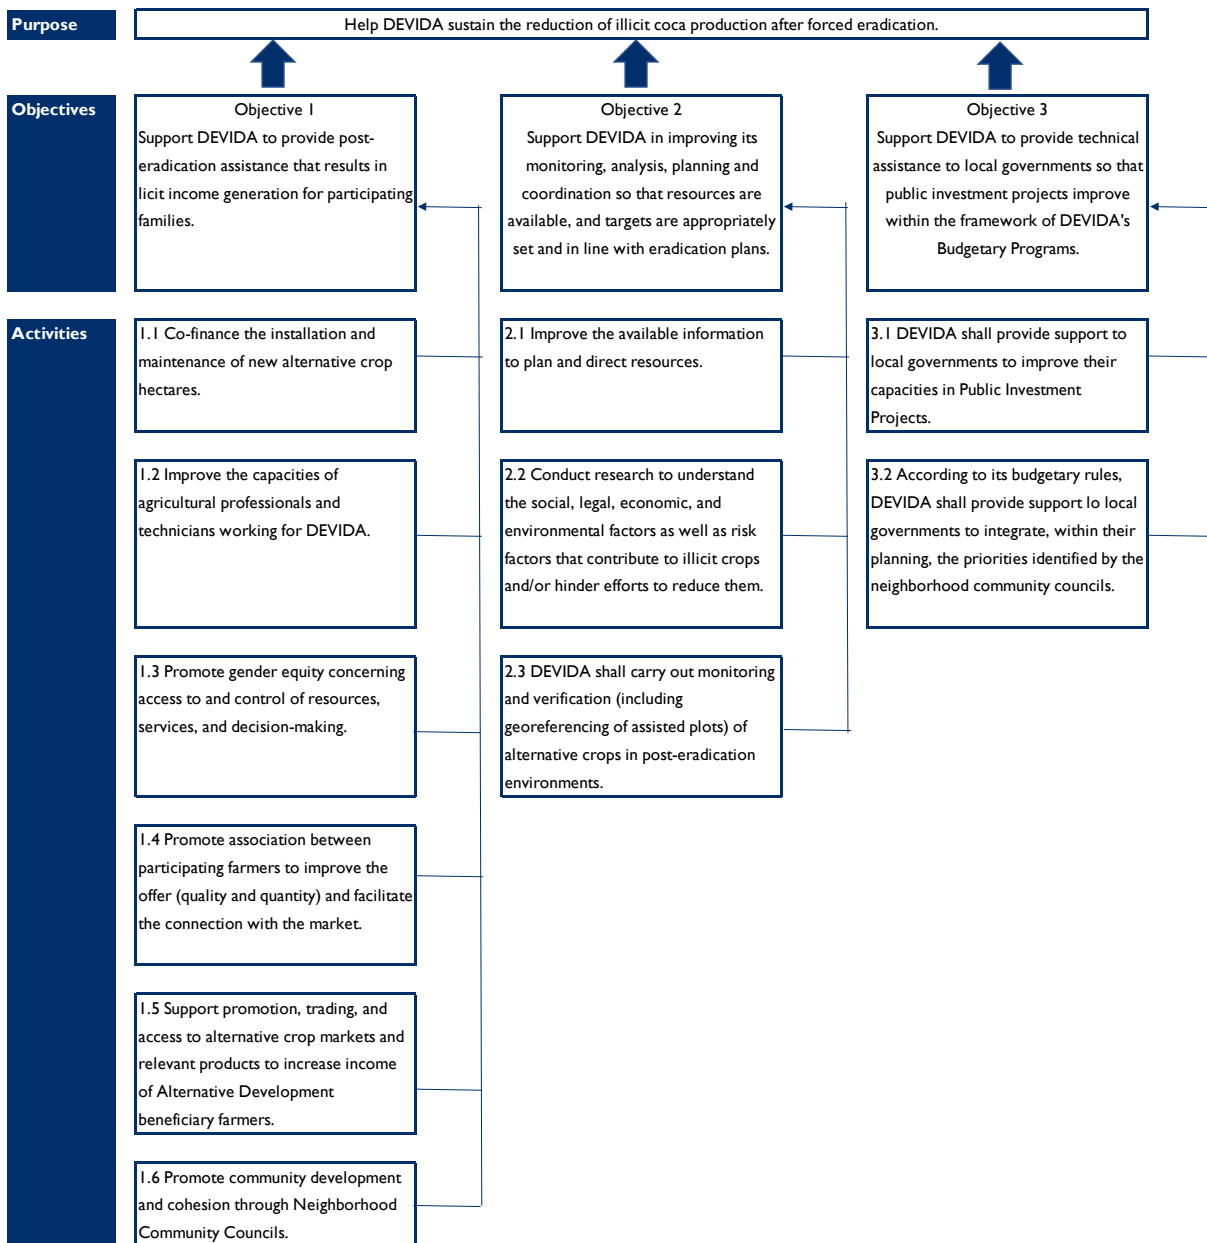 Purpose
Help DEVIDA sustain the reduction of illicit coca production after forced eradication.
Objectives
Objective 1
Support DEVIDA to provide post-
eradication assistance that results in
licit income generation for participating
families.
Objective 2
Support DEVIDA in improving its
monitoring, analysis, planning and
coordination so that resources are
available, and targets are appropriately
set and in line with eradication plans.
Objective 3
Support DEVIDA to provide technical
assistance to local governments so that
public investment projects improve
within the framework of DEVIDA's
Budgetary Programs.
Activities
1.1 Co-finance the installation and
maintenance of new alternative crop
hectares.
1.2 Improve the capacities of
agricultural professionals and
technicians working for DEVIDA.
1.3 Promote gender equity concerning
access to and control of resources,
services, and decision-making.
1.4 Promote association between
participating farmers to improve the
offer (quality and quantity) and facilitate
the connection with the market.
1.5 Support promotion, trading, and
access to alternative crop markets and
relevant products to increase income
of Alternative Development
beneficiary farmers.
1.6 Promote community development
and cohesion through Neighborhood
Community Councils.
2.1 Improve the available information
to plan and direct resources.
2.2 Conduct research to understand
the social, legal, economic, and
environmental factors as well as risk
factors that contribute to illicit crops
and/or hinder efforts to reduce them.
2.3 DEVIDA shall carry out monitoring
and verification (including
georeferencing of assisted plots) of
alternative crops in post-eradication
environments.
3.1 DEVIDA shall provide support to
local governments to improve their
capacities in Public Investment
Projects.
3.2 According to its budgetary rules,
DEVIDA shall provide support lo local
governments to integrate, within their
planning, the priorities identified by the
neighborhood community councils.